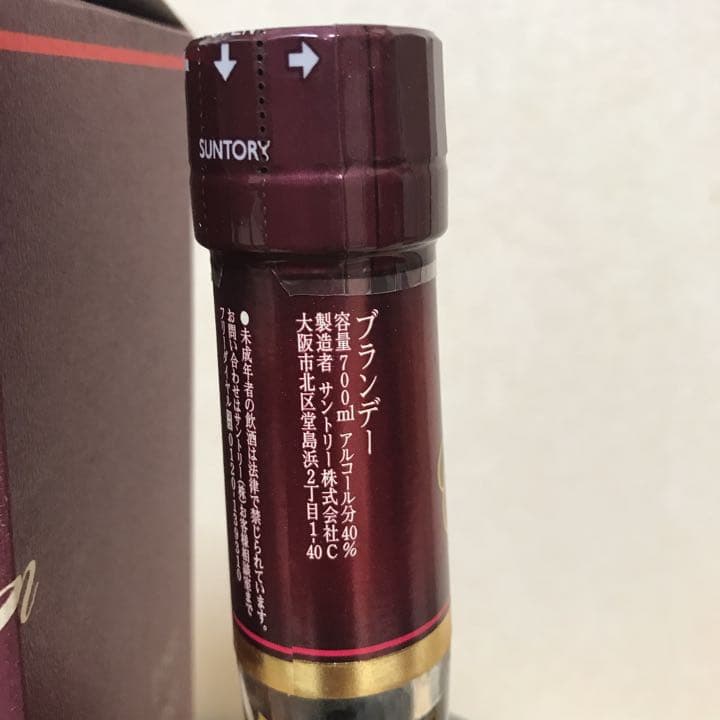 OPEN
SUNTORY
ブランデー
容量700ml アルコール分40%
製造者 サントリー株式会社C
大阪市北区堂島浜2丁目1-40
●未成年者の飲酒は法律で禁じられています。
お問い合わせはサントリー(株)お客様相談室まで
フリーダイヤル 0120-139310